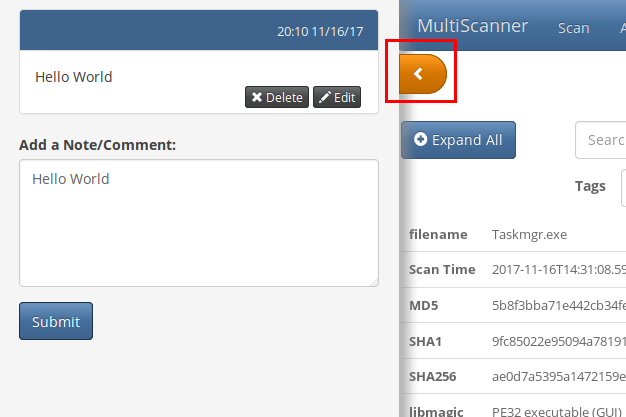 20:10 11/16/17
Hello World
Delete
Edit
Add a Note/Comment:
Hello World
Submit
MultiScanner Scan
Expand All
Searc
Tags
filename Taskmgr.exe
Scan Time 2017-11-16T14:31:08.59
MD5 5b8f3bba71e442cb34fe
SHA1 9fc85022e95094a78191
SHA256 ae0d7a5395a1472159e
libmagic PE32 executable (GUI)